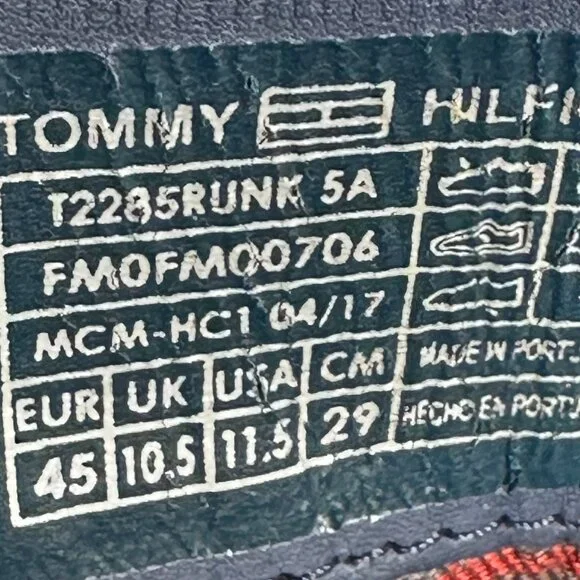 TOMMY HILFI
T2285RUNK 5A
FM0FM00706
MCM-HC1 04/17
EUR UK USA CM MADE IN PORT
45 10.5 11.5 29 HECHO EN PORTU